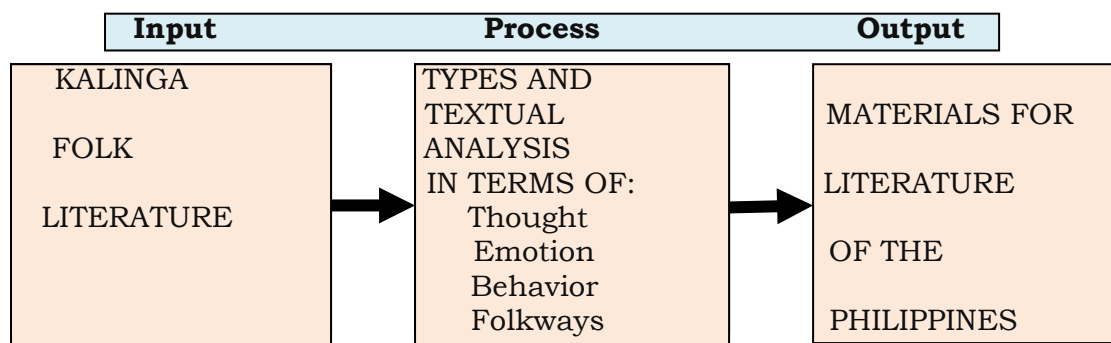 Input Process Output
KALINGA
FOLK
LITERATURE
TYPES AND
TEXTUAL
ANALYSIS
IN TERMS OF:
Thought
Emotion
Behavior
Folkways
MATERIALS FOR
LITERATURE
OF THE
PHILIPPINES